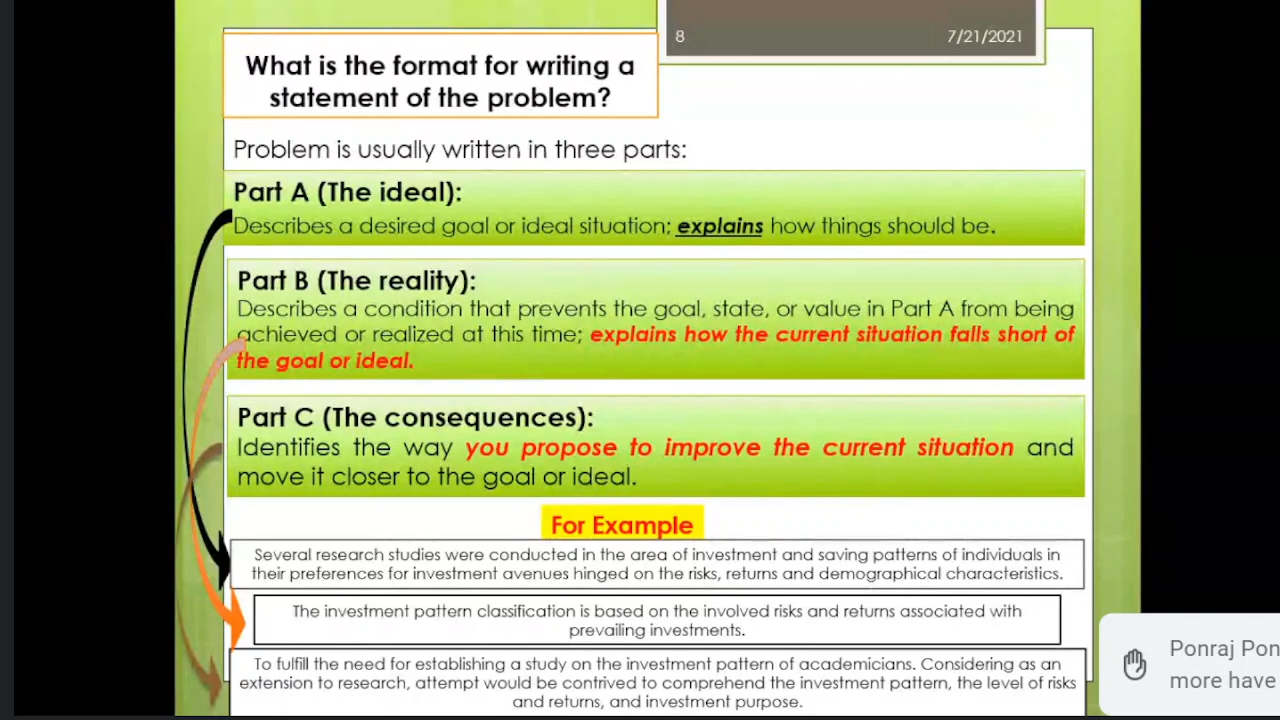 8
7/21/2021
What is the format for writing a
statement of the problem?
Problem is usually written in three parts:
Part A (The ideal):
Describes a desired goal or ideal situation; explains how things should be.
Part B (The reality):
Describes a condition that prevents the goal, state, or value in Part A from being
achieved or realized at this time; explains how the current situation falls short of
the goal or ideal.
Part C (The consequences):
Identifies the way you propose to improve the current situation and
move it closer to the goal or ideal.
For Example
Several research studies were conducted in the area of investment and saving patterns of individuals in
their preferences for investment avenues hinged on the risks, returns and demographical characteristics.
The investment pattern classification is based on the involved risks and returns associated with
prevailing investments.
To fulfill the need for establishing a study on the investment pattern of academicians. Considering as an
extension to research, attempt would be contrived to comprehend the investment pattern, the level of risks
and returns, and investment purpose.
Ponraj Pon
more have